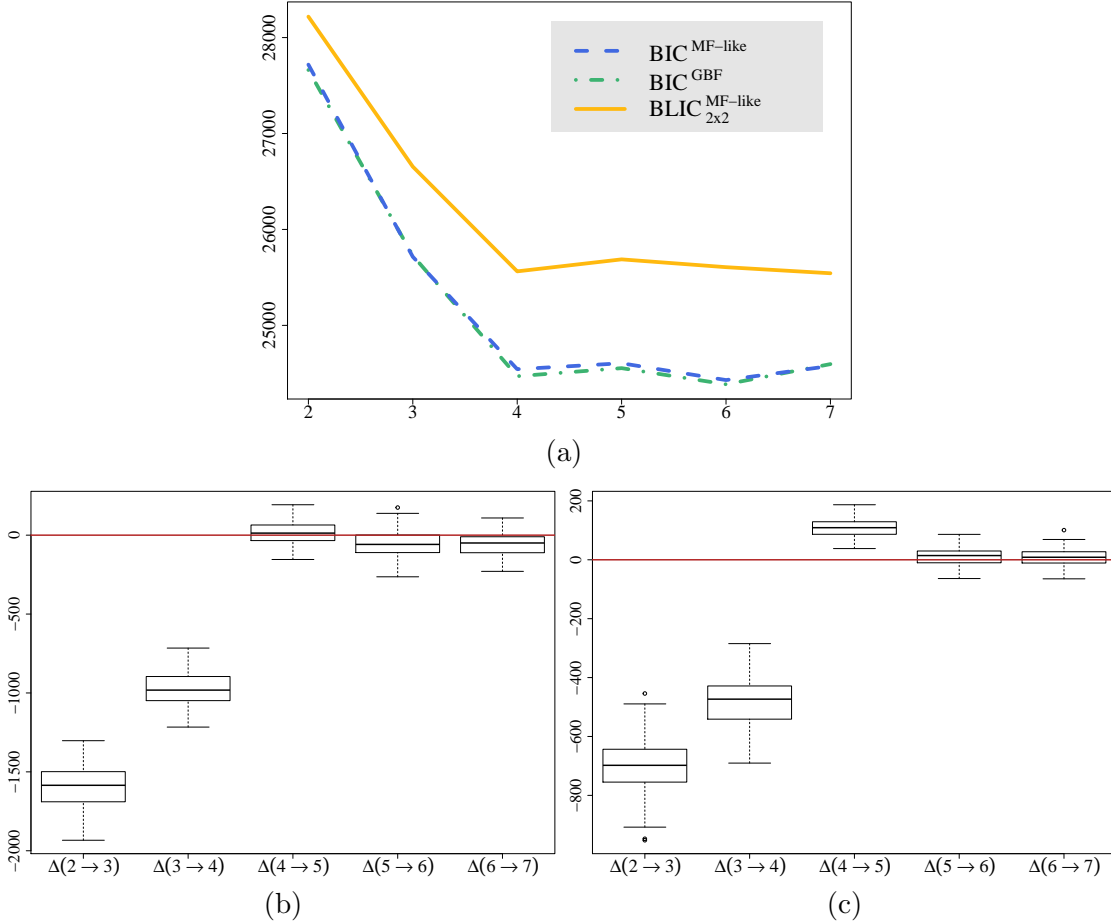 28000
27000
26000
25000
BIC MF−like
BIC GBF
BLIC MF−like 2x2
2 3 4 5 6 7
(a)
0
−500
−1000
−1500
−2000
Δ(2 → 3) Δ(3 → 4) Δ(4 → 5) Δ(5 → 6) Δ(6 → 7)
(b)
200
0
−200
−400
−600
−800
Δ(2 → 3) Δ(3 → 4) Δ(4 → 5) Δ(5 → 6) Δ(6 → 7)
(c)